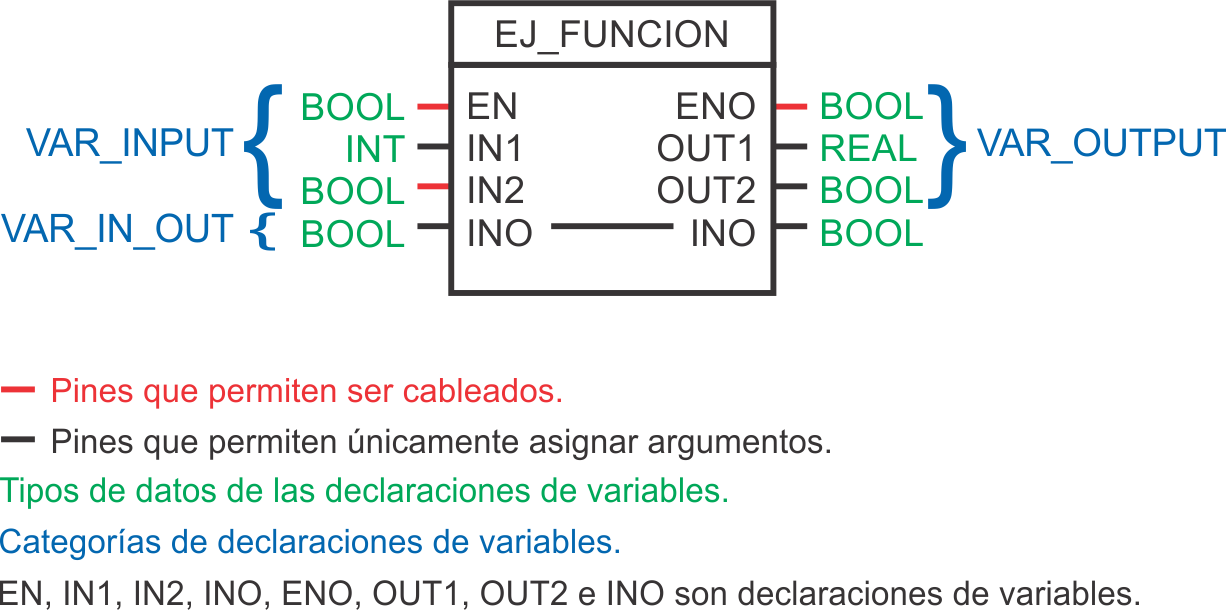 EJ_FUNCION
BOOL EN ENO BOOL
VAR_INPUT INT IN1 OUT1 REAL VAR_OUTPUT
BOOL IN2 OUT2 BOOL
VAR_IN_OUT BOOL INO INO BOOL
Pines que permiten ser cableados.
Pines que permiten únicamente asignar argumentos.
Tipos de datos de las declaraciones de variables.
Categorías de declaraciones de variables.
EN, IN1, IN2, INO, ENO, OUT1, OUT2 e INO son declaraciones de variables.